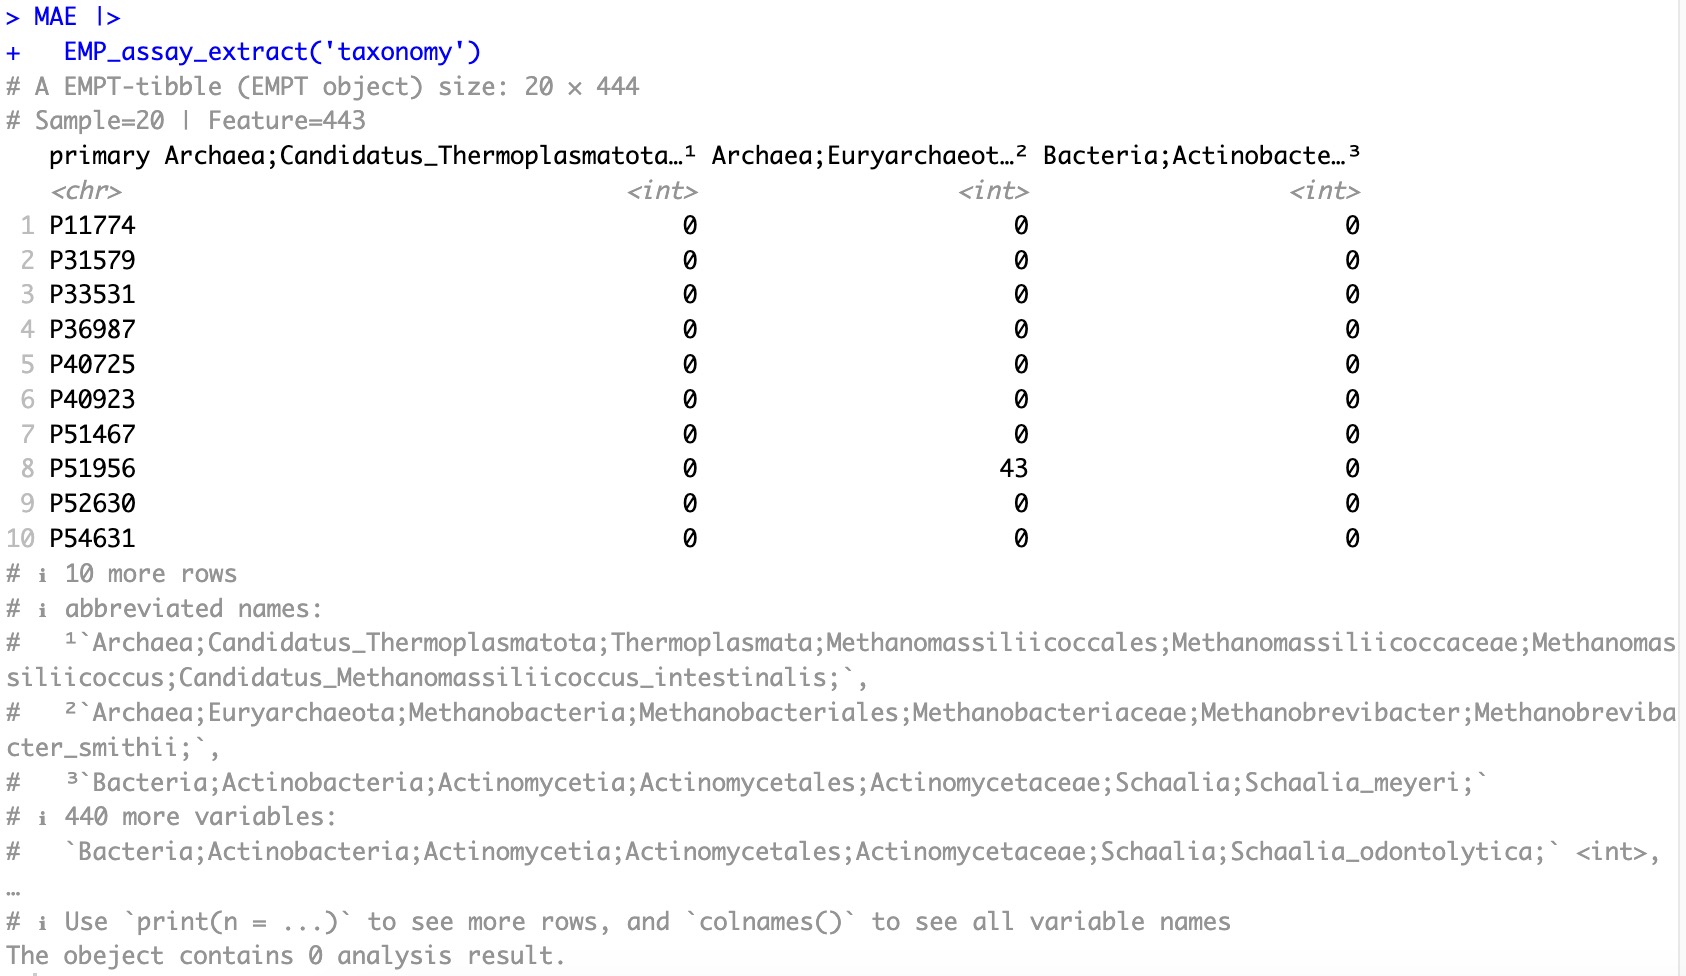 > MAE |>
+   EMP_assay_extract('taxonomy')
# A EMPT-tibble (EMPT object) size: 20 × 444
# Sample=20 | Feature=443
   primary Archaea;Candidatus_Thermoplasmatota…¹ Archaea;Euryarchaeot…² Bacteria;Actinobacte…³
   <chr>                                   <int>                  <int>                  <int>
 1 P11774                                      0                      0                      0
 2 P31579                                      0                      0                      0
 3 P33531                                      0                      0                      0
 4 P36987                                      0                      0                      0
 5 P40725                                      0                      0                      0
 6 P40923                                      0                      0                      0
 7 P51467                                      0                      0                      0
 8 P51956                                      0                     43                      0
 9 P52630                                      0                      0                      0
10 P54631                                      0                      0                      0
# ℹ 10 more rows
# ℹ abbreviated names:
#   ¹`Archaea;Candidatus_Thermoplasmatota;Thermoplasmata;Methanomassiliicoccales;Methanomassiliicoccaceae;Methanomas
siliicoccus;Candidatus_Methanomassiliicoccus_intestinalis;`,
#   ²`Archaea;Euryarchaeota;Methanobacteria;Methanobacteriales;Methanobacteriaceae;Methanobrevibacter;Methanobreviba
cter_smithii;`,
#   ³`Bacteria;Actinobacteria;Actinomycetia;Actinomycetales;Actinomycetaceae;Schaalia;Schaalia_meyeri;`
# ℹ 440 more variables:
#   `Bacteria;Actinobacteria;Actinomycetia;Actinomycetales;Actinomycetaceae;Schaalia;Schaalia_odontolytica;` <int>,
…
# ℹ Use `print(n = ...)` to see more rows, and `colnames()` to see all variable names
The obeject contains 0 analysis result.